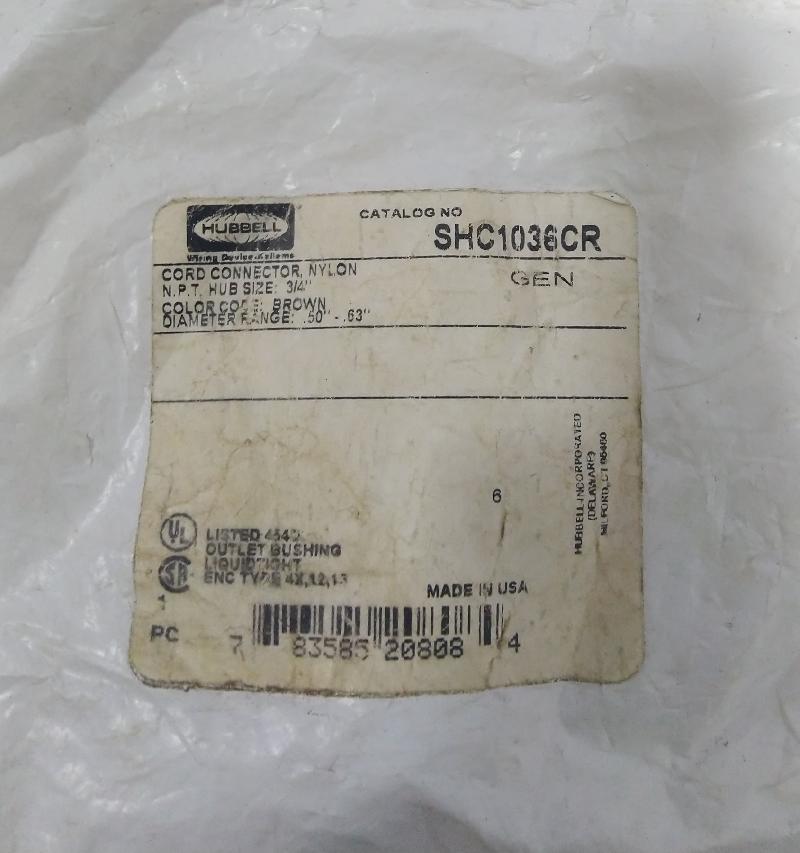 HUBBELL
Wiring Device-Kellems
CATALOG NO
SHC1036CR
CORD CONNECTOR, NYLON
N.P.T. HUB SIZE: 3/4"
COLOR CODE: BROWN
DIAMETER RANGE: .50" - .63"
GEN
6
HUBBELL INCORPORATED
(DELAWARE)
MILFORD, CT
UL
LISTED
OUTLET BUSHING
LIQUIDTIGHT
ENC TYPE 4X,12,13
SA
1
PC
MADE IN USA
7 83585 20808 4